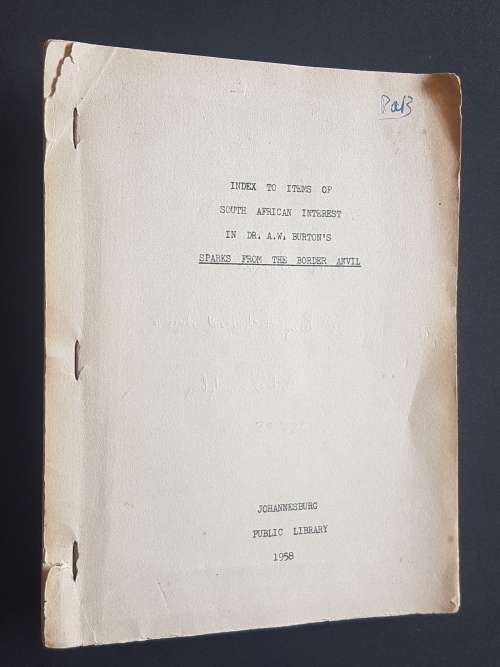 INDEX TO ITEMS OF
SOUTH AFRICAN INTEREST
IN DR. A.W. BURTON'S
SPARKS FROM THE BORDER ANVIL
JOHANNESBURG
PUBLIC LIBRARY
1958